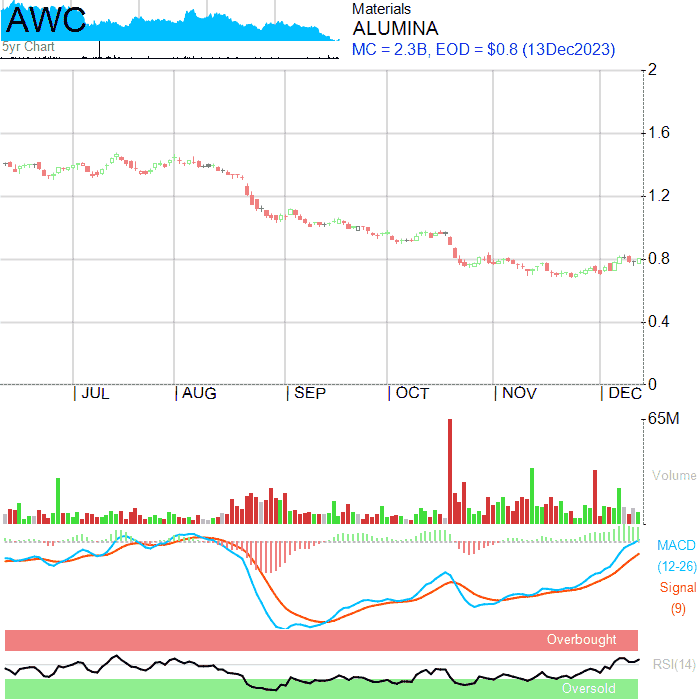 AWC
5yr Chart
Materials
ALUMINA
MC = 2.3B, EOD = $0.8 (13Dec2023)
2
1.6
1.2
0.8
0.4
0
JUL AUG SEP OCT NOV DEC
65M
Volume
MACD
(12-26)
Signal
(9)
Overbought
RSI(14)
Oversold